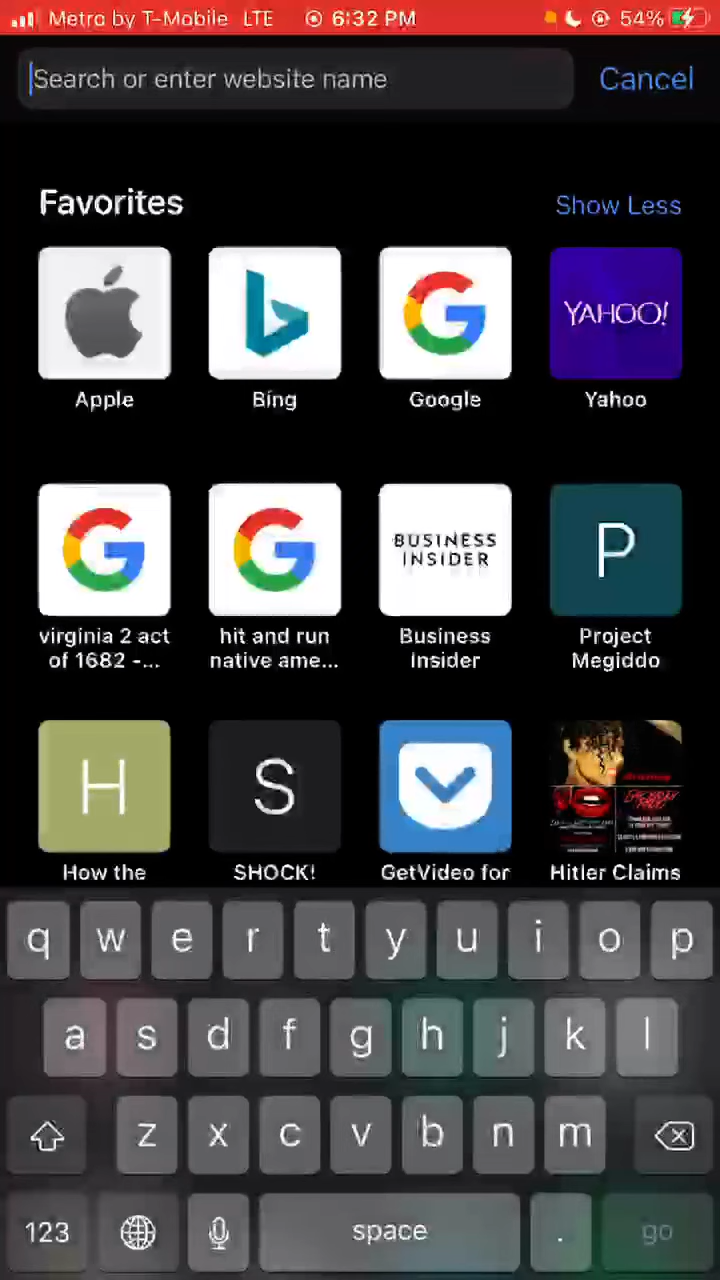 Metro by T-Mobile LTE 6:32 PM 54%
Search or enter website name Cancel
Favorites Show Less
YAHOO!
Apple Bing Google Yahoo
BUSINESS
INSIDER
P
virginia 2 act
of 1682 -...
hit and run
native ame...
Business
Insider
Project
Megiddo
H S
How the SHOCK! GetVideo for Hitler Claims
q w e r t y u i o p
a s d f g h j k l
z x c v b n m
123 space . go